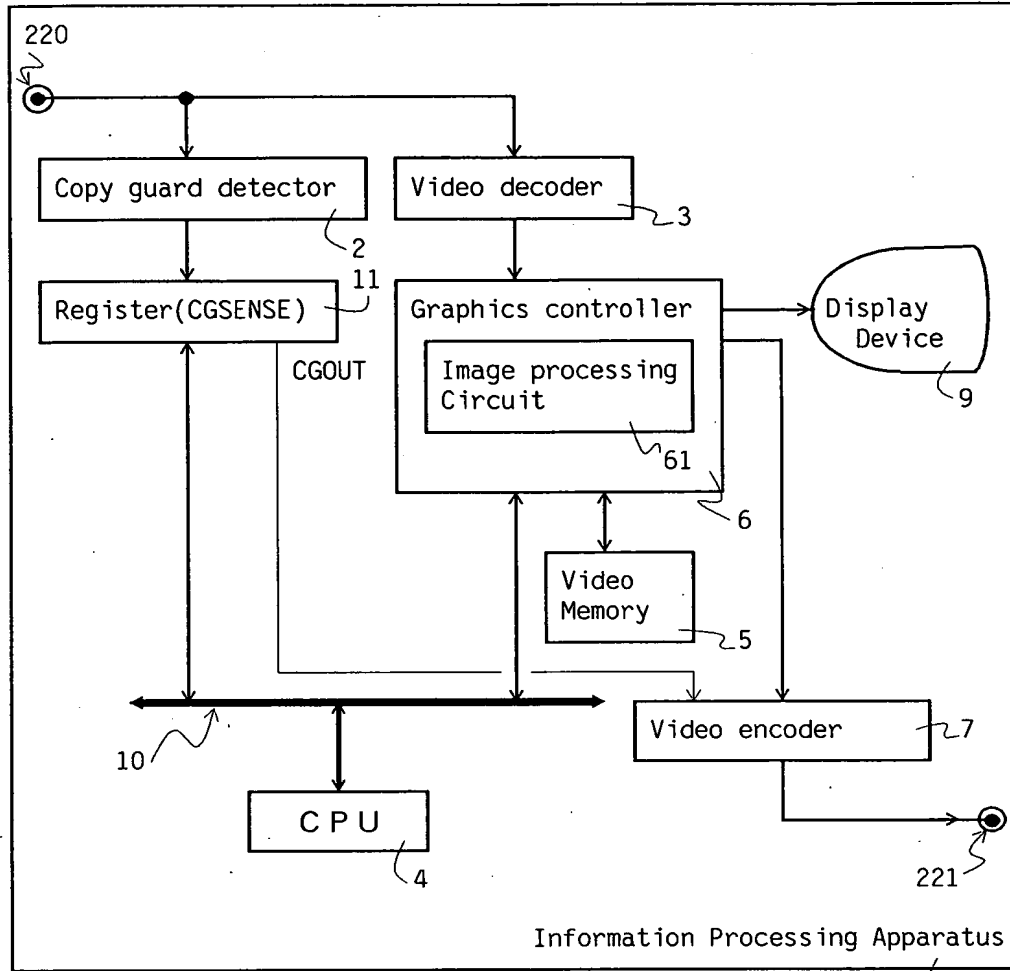 220
Copy guard detector
2
Video decoder
3
Register(CGSENSE)
11
CGOUT
Graphics controller
Image processing
Circuit
61
6
Display
Device
9
Video
Memory
5
10
Video encoder
7
CPU
4
221
Information Processing Apparatus